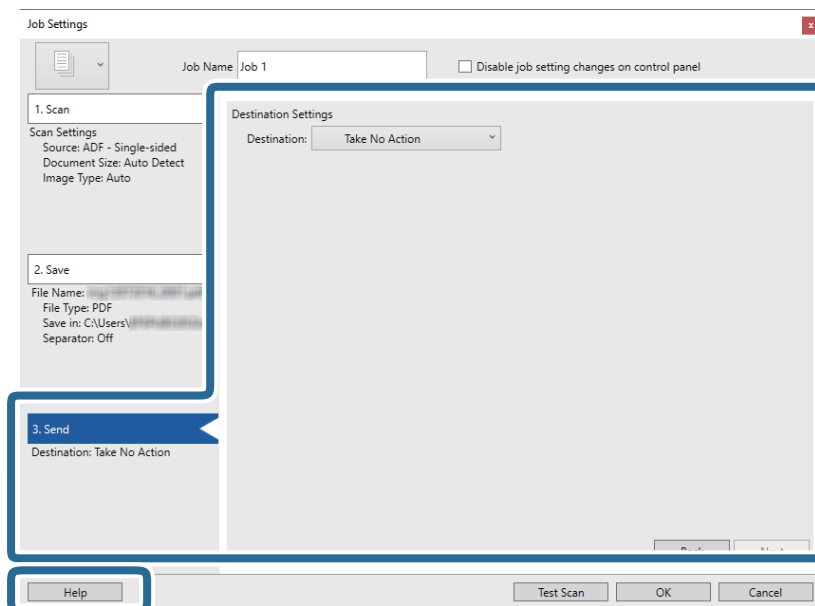 Job Settings
x
Job Name Job 1
Disable job setting changes on control panel
1. Scan
Scan Settings
Source: ADF - Single-sided
Document Size: Auto Detect
Image Type: Auto
2. Save
File Name:
File Type: PDF
Save in: C:\Users\
Separator: Off
3. Send
Destination: Take No Action
Destination Settings
Destination: Take No Action
Back Next
Help
Test Scan OK Cancel